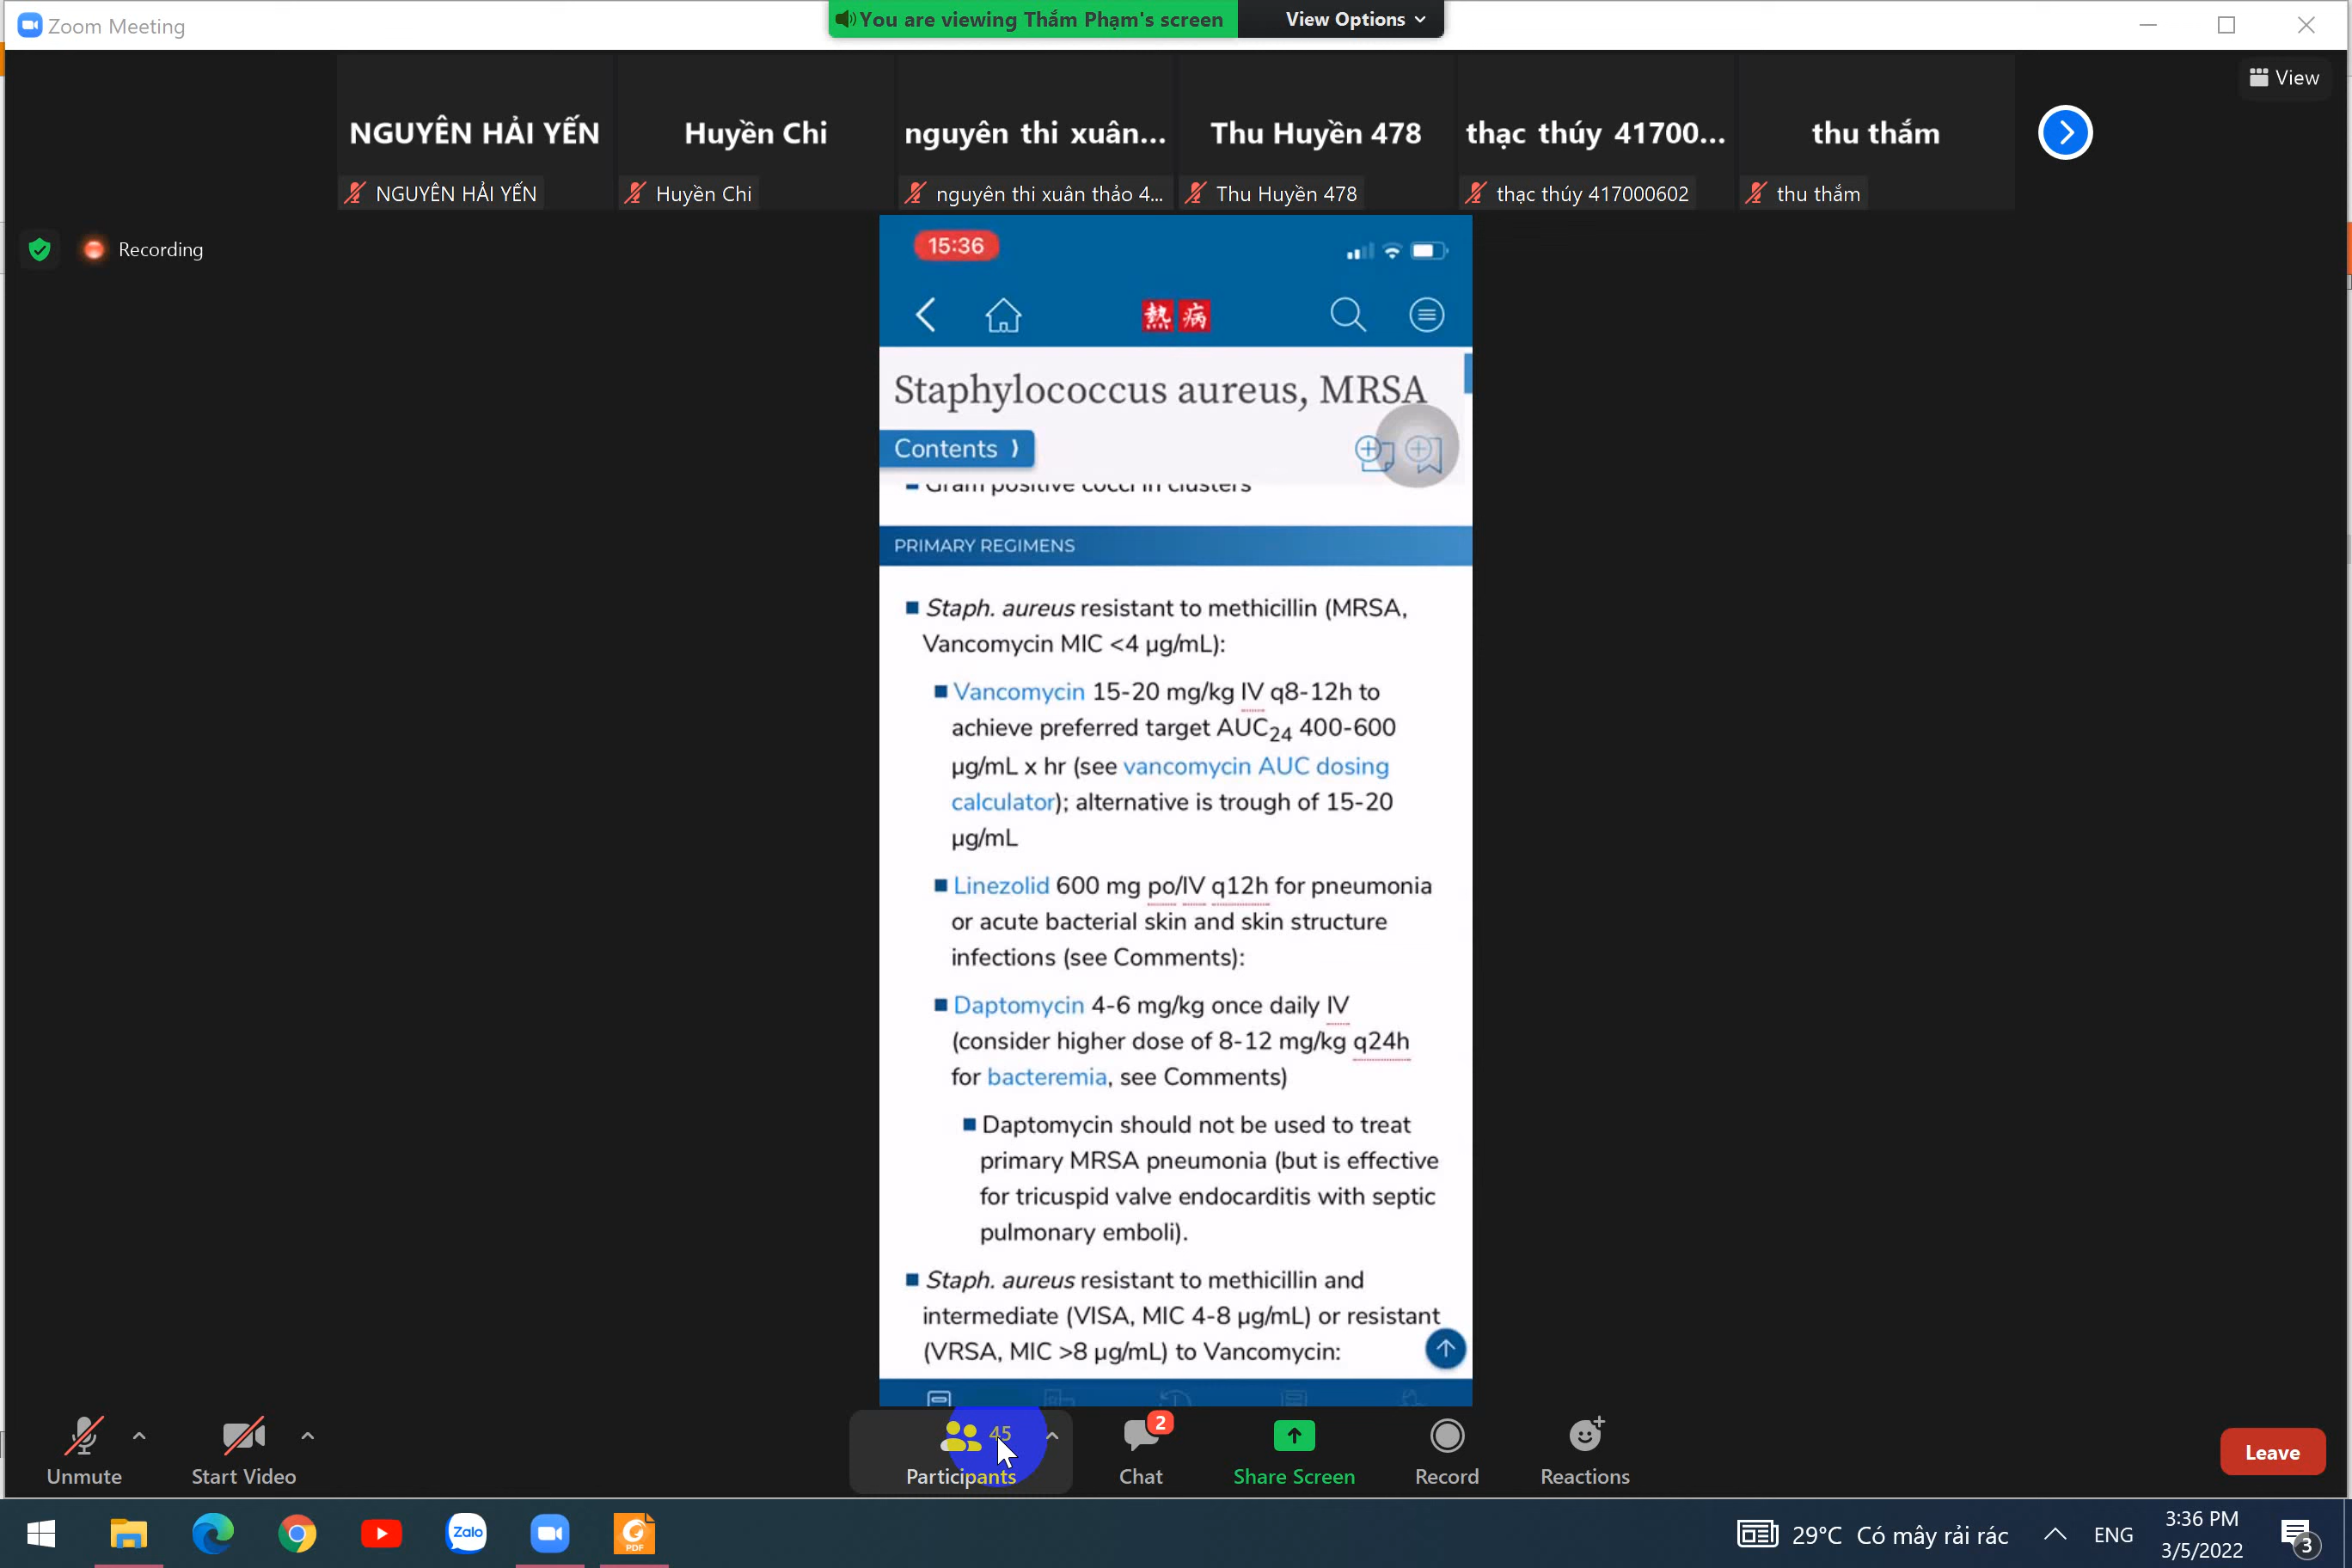 Zoom Meeting
You are viewing Thắm Phạm's screen
View Options
View
NGUYÊN HẢI YẾN
Huyền Chi
nguyên thi xuân...
Thu Huyền 478
thạc thúy 41700...
thu thắm
NGUYÊN HẢI YẾN
Huyền Chi
nguyên thi xuân thảo 4...
Thu Huyền 478
thạc thúy 417000602
thu thắm
Recording
15:36
熱病
Staphylococcus aureus, MRSA
Contents
Gram positive cocci in clusters
PRIMARY REGIMENS
Staph. aureus resistant to methicillin (MRSA,
Vancomycin MIC <4 µg/mL):
Vancomycin 15-20 mg/kg IV q8-12h to
achieve preferred target AUC24 400-600
µg/mL x hr (see vancomycin AUC dosing
calculator); alternative is trough of 15-20
µg/mL
Linezolid 600 mg po/IV q12h for pneumonia
or acute bacterial skin and skin structure
infections (see Comments):
Daptomycin 4-6 mg/kg once daily IV
(consider higher dose of 8-12 mg/kg q24h
for bacteremia, see Comments)
Daptomycin should not be used to treat
primary MRSA pneumonia (but is effective
for tricuspid valve endocarditis with septic
pulmonary emboli).
Staph. aureus resistant to methicillin and
intermediate (VISA, MIC 4-8 µg/mL) or resistant
(VRSA, MIC >8 µg/mL) to Vancomycin:
Unmute
Start Video
45
Participants
2
Chat
Share Screen
Record
Reactions
Leave
Zalo
PDF
29°C Có mây rải rác
ENG
3:36 PM
3/5/2022
3